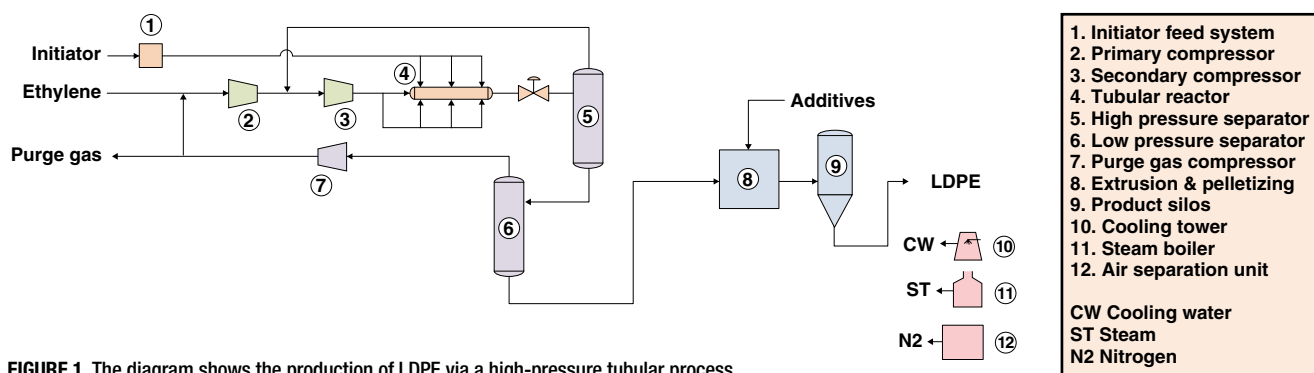 1
Initiator
Ethylene
2
3
4
5
Purge gas
7
6
Additives
8
9
LDPE
CW
10
ST
11
N2
12
1. Initiator feed system
2. Primary compressor
3. Secondary compressor
4. Tubular reactor
5. High pressure separator
6. Low pressure separator
7. Purge gas compressor
8. Extrusion & pelletizing
9. Product silos
10. Cooling tower
11. Steam boiler
12. Air separation unit
CW Cooling water
ST Steam
N2 Nitrogen
FIGURE 1. The diagram shows the production of LDPE via a high-pressure tubular process